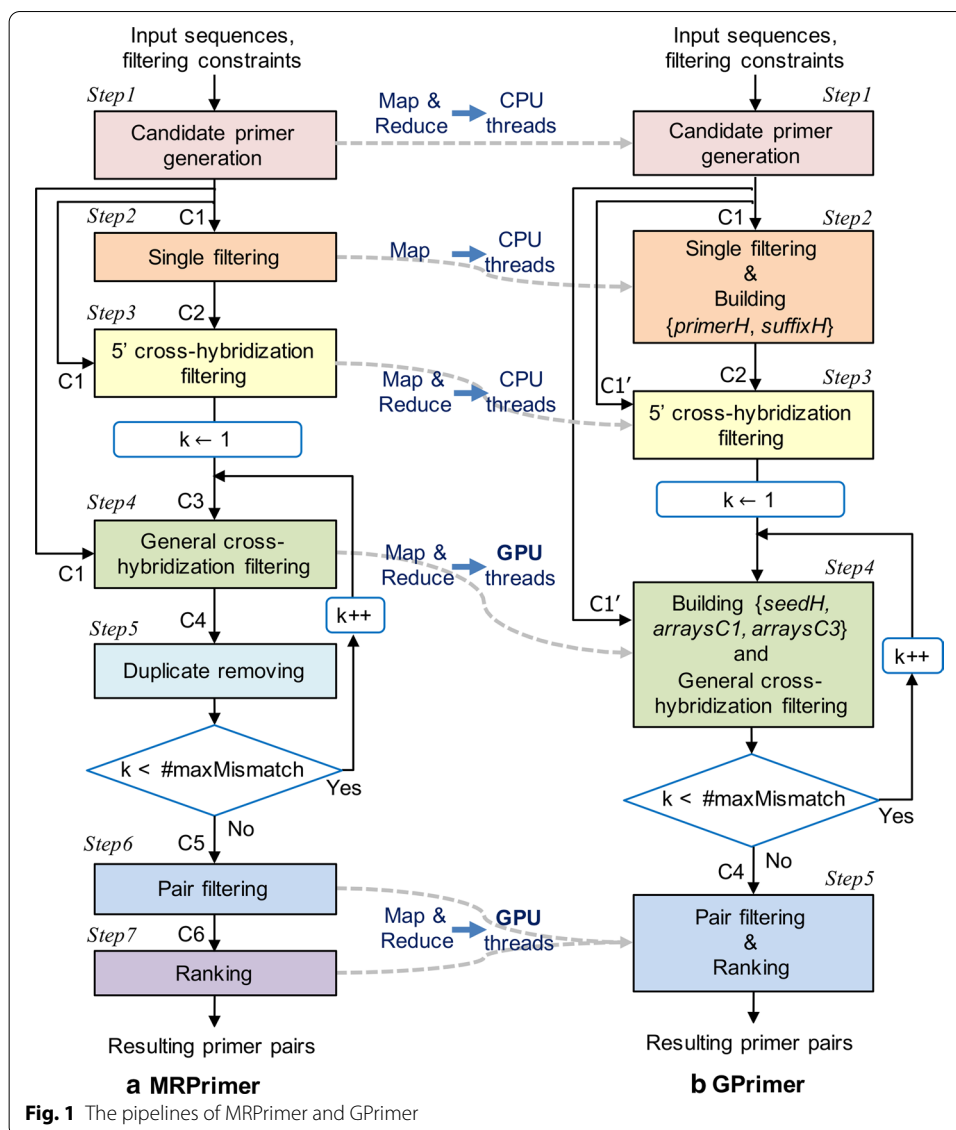 Input sequences,
filtering constraints
Step1
Candidate primer
generation
C1
Step2
Single filtering
C2
Step3
5' cross-hybridization
filtering
C1
k ← 1
C3
Step4
General cross-
hybridization filtering
C1
C4
k++
Step5
Duplicate removing
k < #maxMismatch
Yes
No
C5
Step6
Pair filtering
C6
Step7
Ranking
Resulting primer pairs
a MRPrimer
Map &
Reduce
CPU
threads
Map
CPU
threads
Map &
Reduce
CPU
threads
Map &
Reduce
GPU
threads
Map &
Reduce
GPU
threads
Input sequences,
filtering constraints
Step1
Candidate primer
generation
C1
Step2
Single filtering
&
Building
{primerH, suffixH}
C2
Step3
C1′
5' cross-hybridization
filtering
k ← 1
Step4
C1′
Building {seedH,
arraysC1, arraysC3}
and
General cross-
hybridization filtering
k++
k < #maxMismatch
Yes
No
C4
Step5
Pair filtering
&
Ranking
Resulting primer pairs
b GPrimer
Fig. 1 The pipelines of MRPrimer and GPrimer